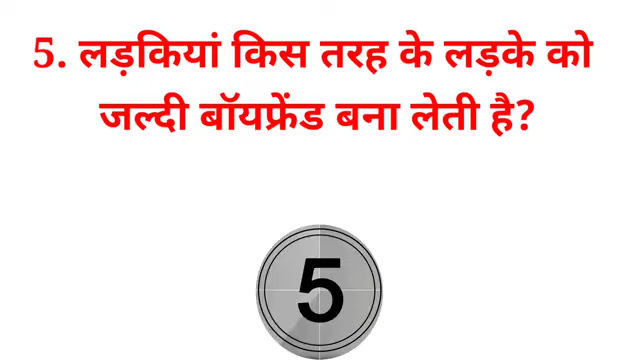 5. लड़कियां किस तरह के लड़के को
जल्दी बॉयफ्रेंड बना लेती है?
5